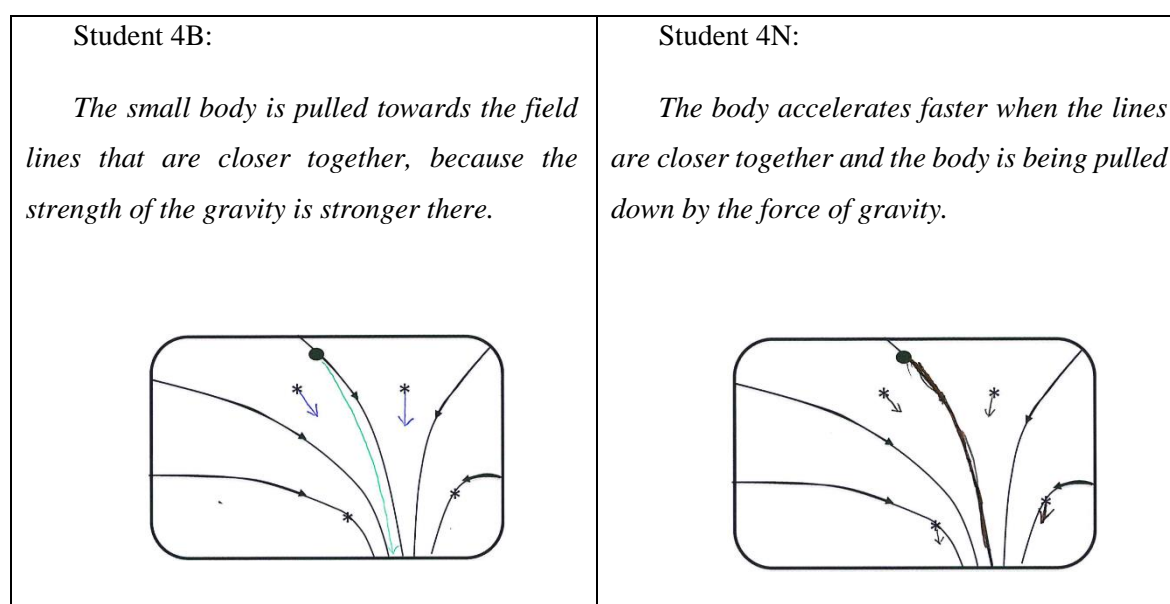 Student 4B:
The small body is pulled towards the field
lines that are closer together, because the
strength of the gravity is stronger there.
Student 4N:
The body accelerates faster when the lines
are closer together and the body is being pulled
down by the force of gravity.